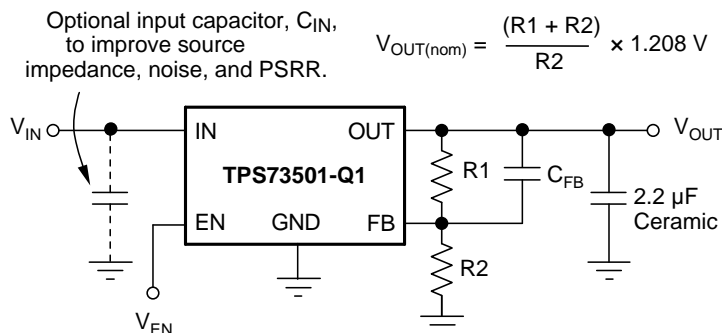 Optional input capacitor, C_IN,
to improve source
impedance, noise, and PSRR.
V_OUT(nom) = (R1 + R2) / R2 × 1.208 V
V_IN
IN
OUT
V_OUT
TPS73501-Q1
R1
C_FB
2.2 µF
Ceramic
EN
GND
FB
R2
V_EN